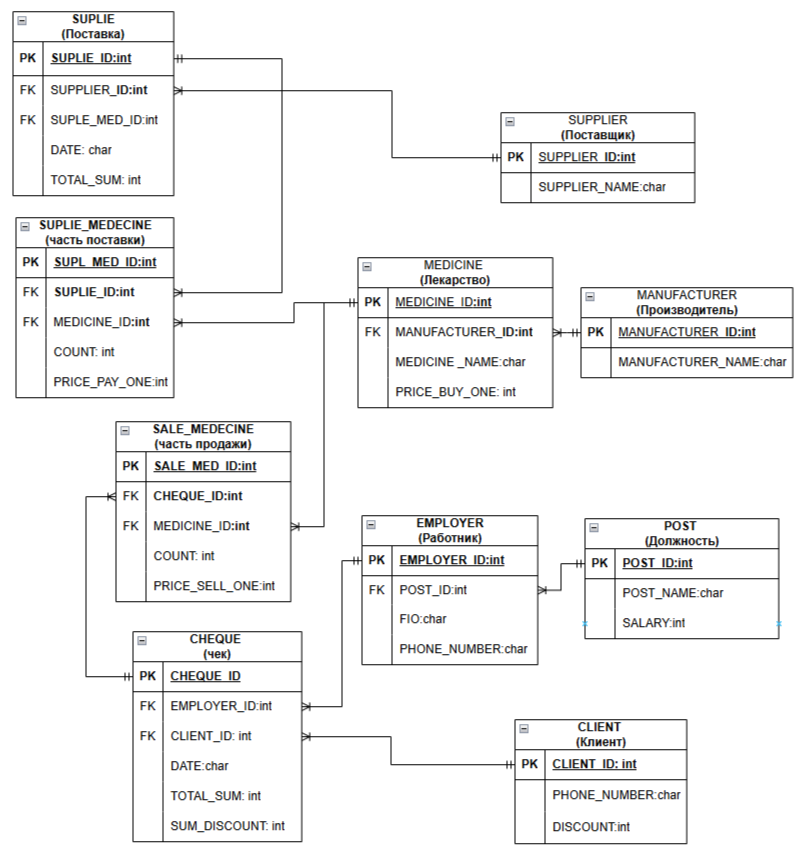 SUPLIE
(Поставка)
PK SUPLIE_ID:int
FK SUPPLIER_ID:int
FK SUPLE_MED_ID:int
DATE: char
TOTAL_SUM: int
SUPPLIER
(Поставщик)
PK SUPPLIER_ID:int
SUPPLIER_NAME:char
SUPLIE_MEDECINE
(часть поставки)
PK SUPL_MED_ID:int
FK SUPLIE_ID:int
FK MEDICINE_ID:int
COUNT: int
PRICE_PAY_ONE:int
MEDICINE
(Лекарство)
PK MEDICINE_ID:int
FK MANUFACTURER_ID:int
MEDICINE _NAME:char
PRICE_BUY_ONE: int
MANUFACTURER
(Производитель)
PK MANUFACTURER_ID:int
MANUFACTURER_NAME:char
SALE_MEDECINE
(часть продажи)
PK SALE_MED_ID:int
FK CHEQUE_ID:int
FK MEDICINE_ID:int
COUNT: int
PRICE_SELL_ONE:int
EMPLOYER
(Работник)
PK EMPLOYER_ID:int
FK POST_ID:int
FIO:char
PHONE_NUMBER:char
POST
(Должность)
PK POST_ID:int
POST_NAME:char
SALARY:int
CHEQUE
(чек)
PK CHEQUE_ID
FK EMPLOYER_ID:int
FK CLIENT_ID: int
DATE:char
TOTAL_SUM: int
SUM_DISCOUNT: int
CLIENT
(Клиент)
PK CLIENT_ID: int
PHONE_NUMBER:char
DISCOUNT:int